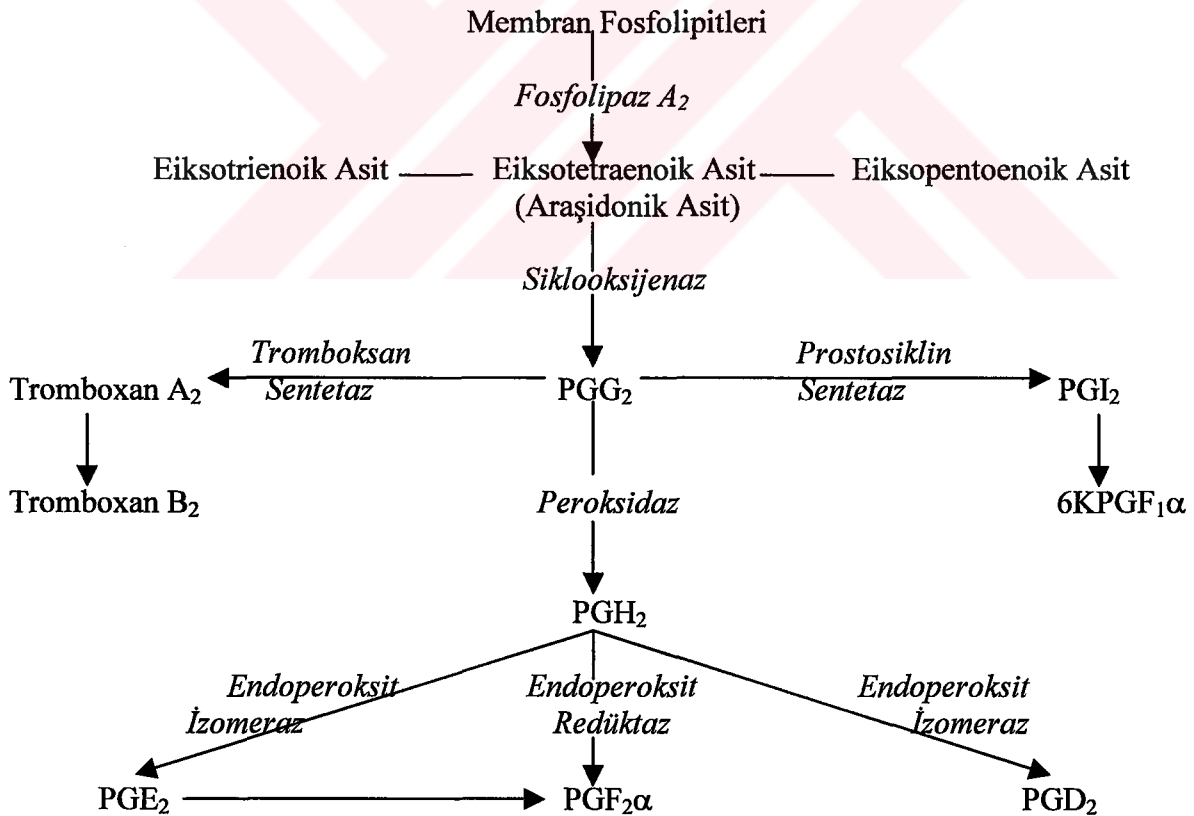 Membran Fosfolipitleri
Fosfolipaz A₂
Eiksotrienoik Asit Eiksotetraenoik Asit Eiksopentoenoik Asit
(Araşidonik Asit)
Siklooksijenaz
Tromboksan Prostosiklin
Tromboxan A₂ Sentetaz PGG₂ Sentetaz PGI₂
Tromboxan B₂ Peroksidaz 6KPGF₁α
PGH₂
Endoperoksit Endoperoksit Endoperoksit
İzomeraz Redüktaz İzomeraz
PGE₂ PGF₂α PGD₂